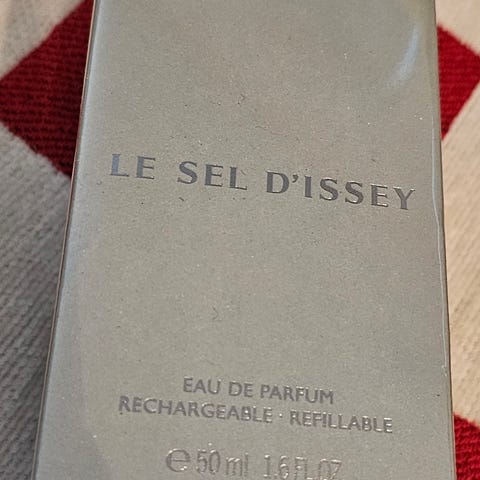 LE SEL D'ISSEY
EAU DE PARFUM
RECHARGEABLE · REFILLABLE
℮ 50 ml 1.6 FL.OZ